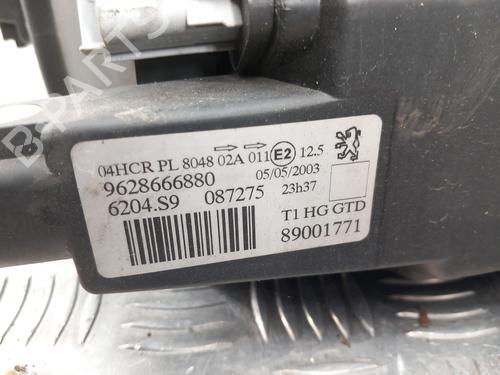 04HCR PL 8048 02A 011 E2 12.5
9628666880 05/05/2003
6204.S9 087275 23h37
T1 HG GTD
89001771